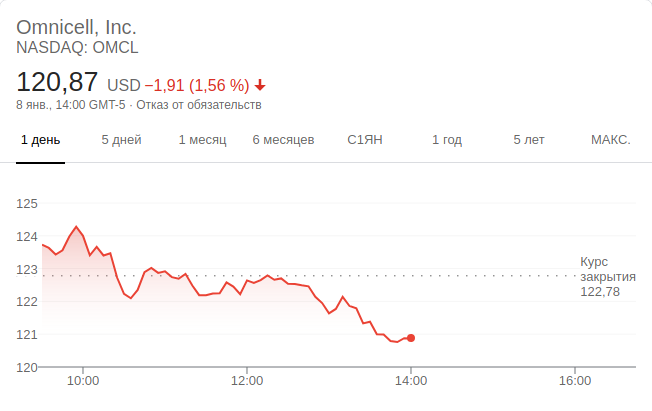 Omnicell, Inc.
NASDAQ: OMCL
120,87 USD −1,91 (1,56 %)
8 янв., 14:00 GMT-5 · Отказ от обязательств
1 день 5 дней 1 месяц 6 месяцев С1ЯН 1 год 5 лет МАКС.
125
124
123
122
121
120
Курс
закрытия
122,78
10:00 12:00 14:00 16:00